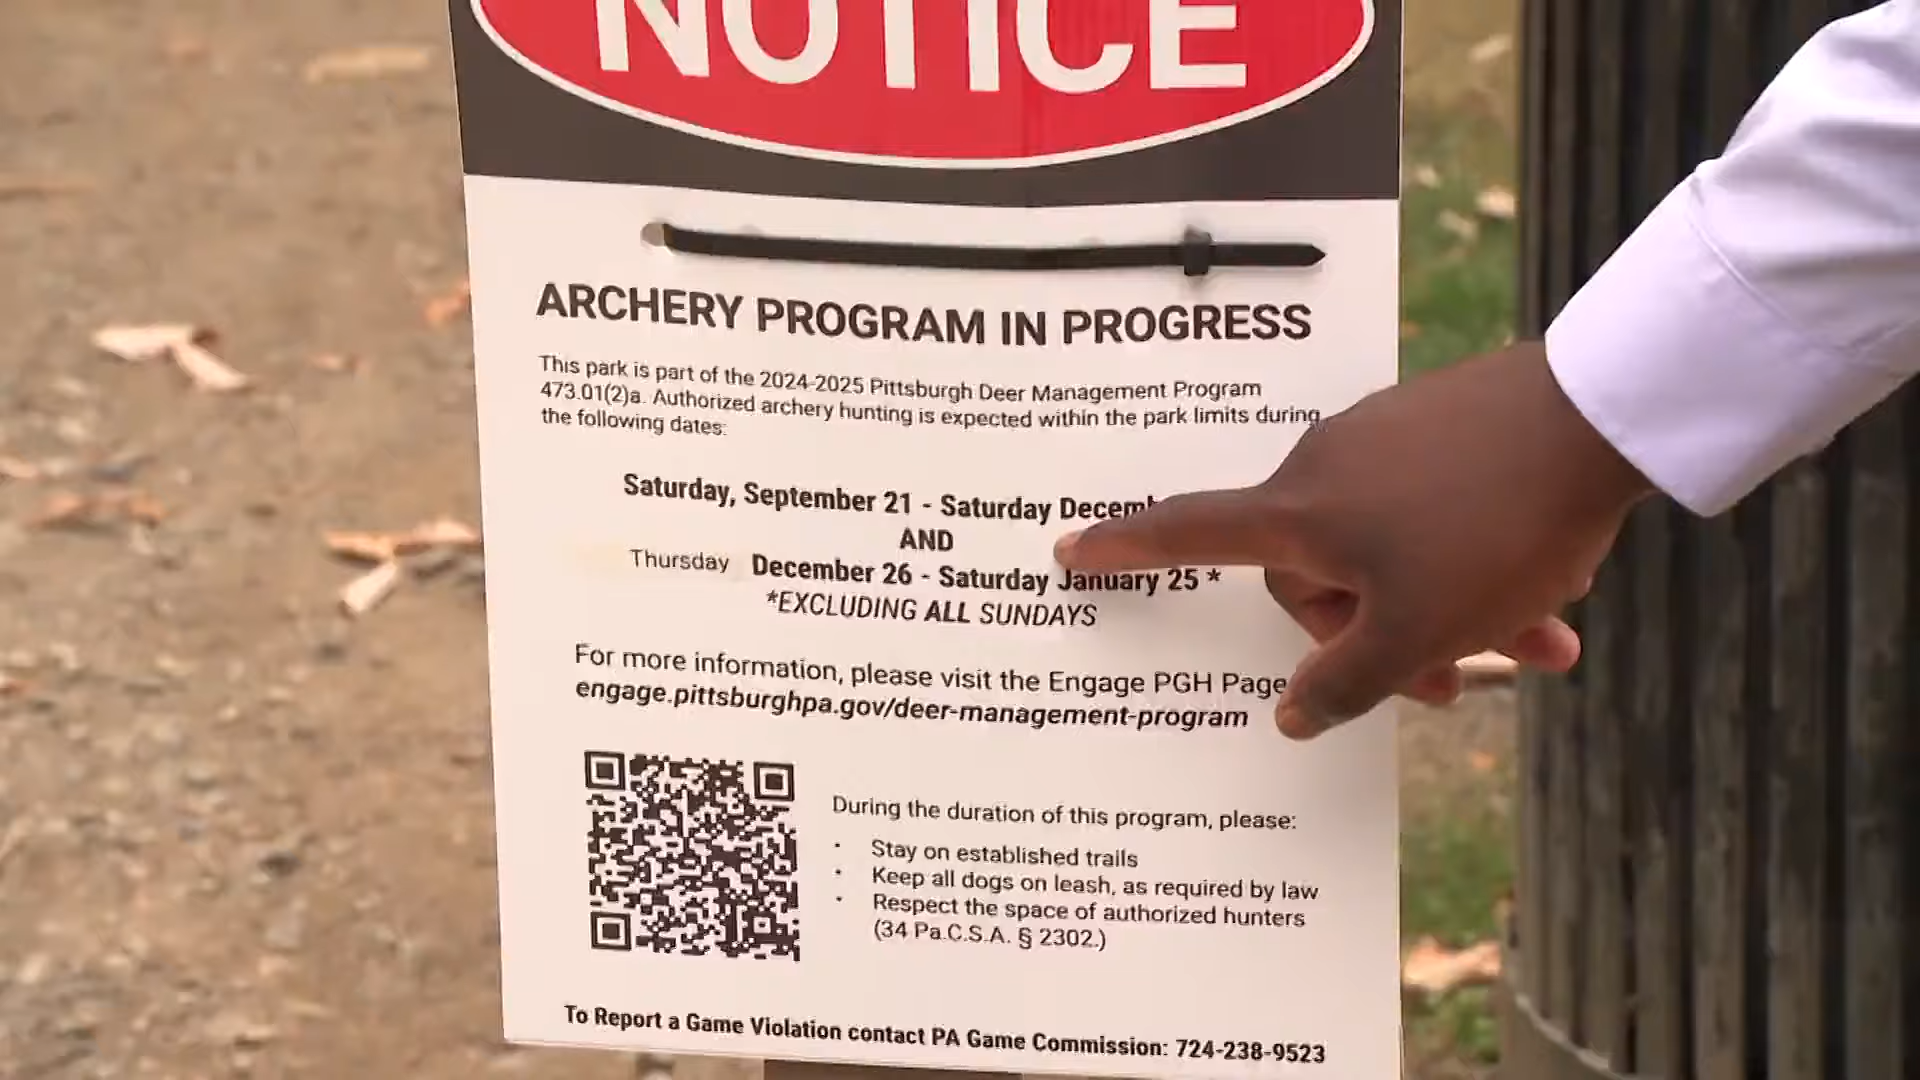 NOTICE
ARCHERY PROGRAM IN PROGRESS
This park is part of the 2024-2025 Pittsburgh Deer Management Program
473.01(2)a. Authorized archery hunting is expected within the park limits during
the following dates:
Saturday, September 21 - Saturday
AND
Thursday December 26 - Saturday January 25 *
*EXCLUDING ALL SUNDAYS
For more information, please visit the Engage PGH Page
engage.pittsburghpa.gov/deer-management-program
During the duration of this program, please:
· Stay on established trails
· Keep all dogs on leash, as required by law
· Respect the space of authorized hunters
(34 Pa.C.S.A. § 2302.)
To Report a Game Violation contact PA Game Commission: 724-238-9523